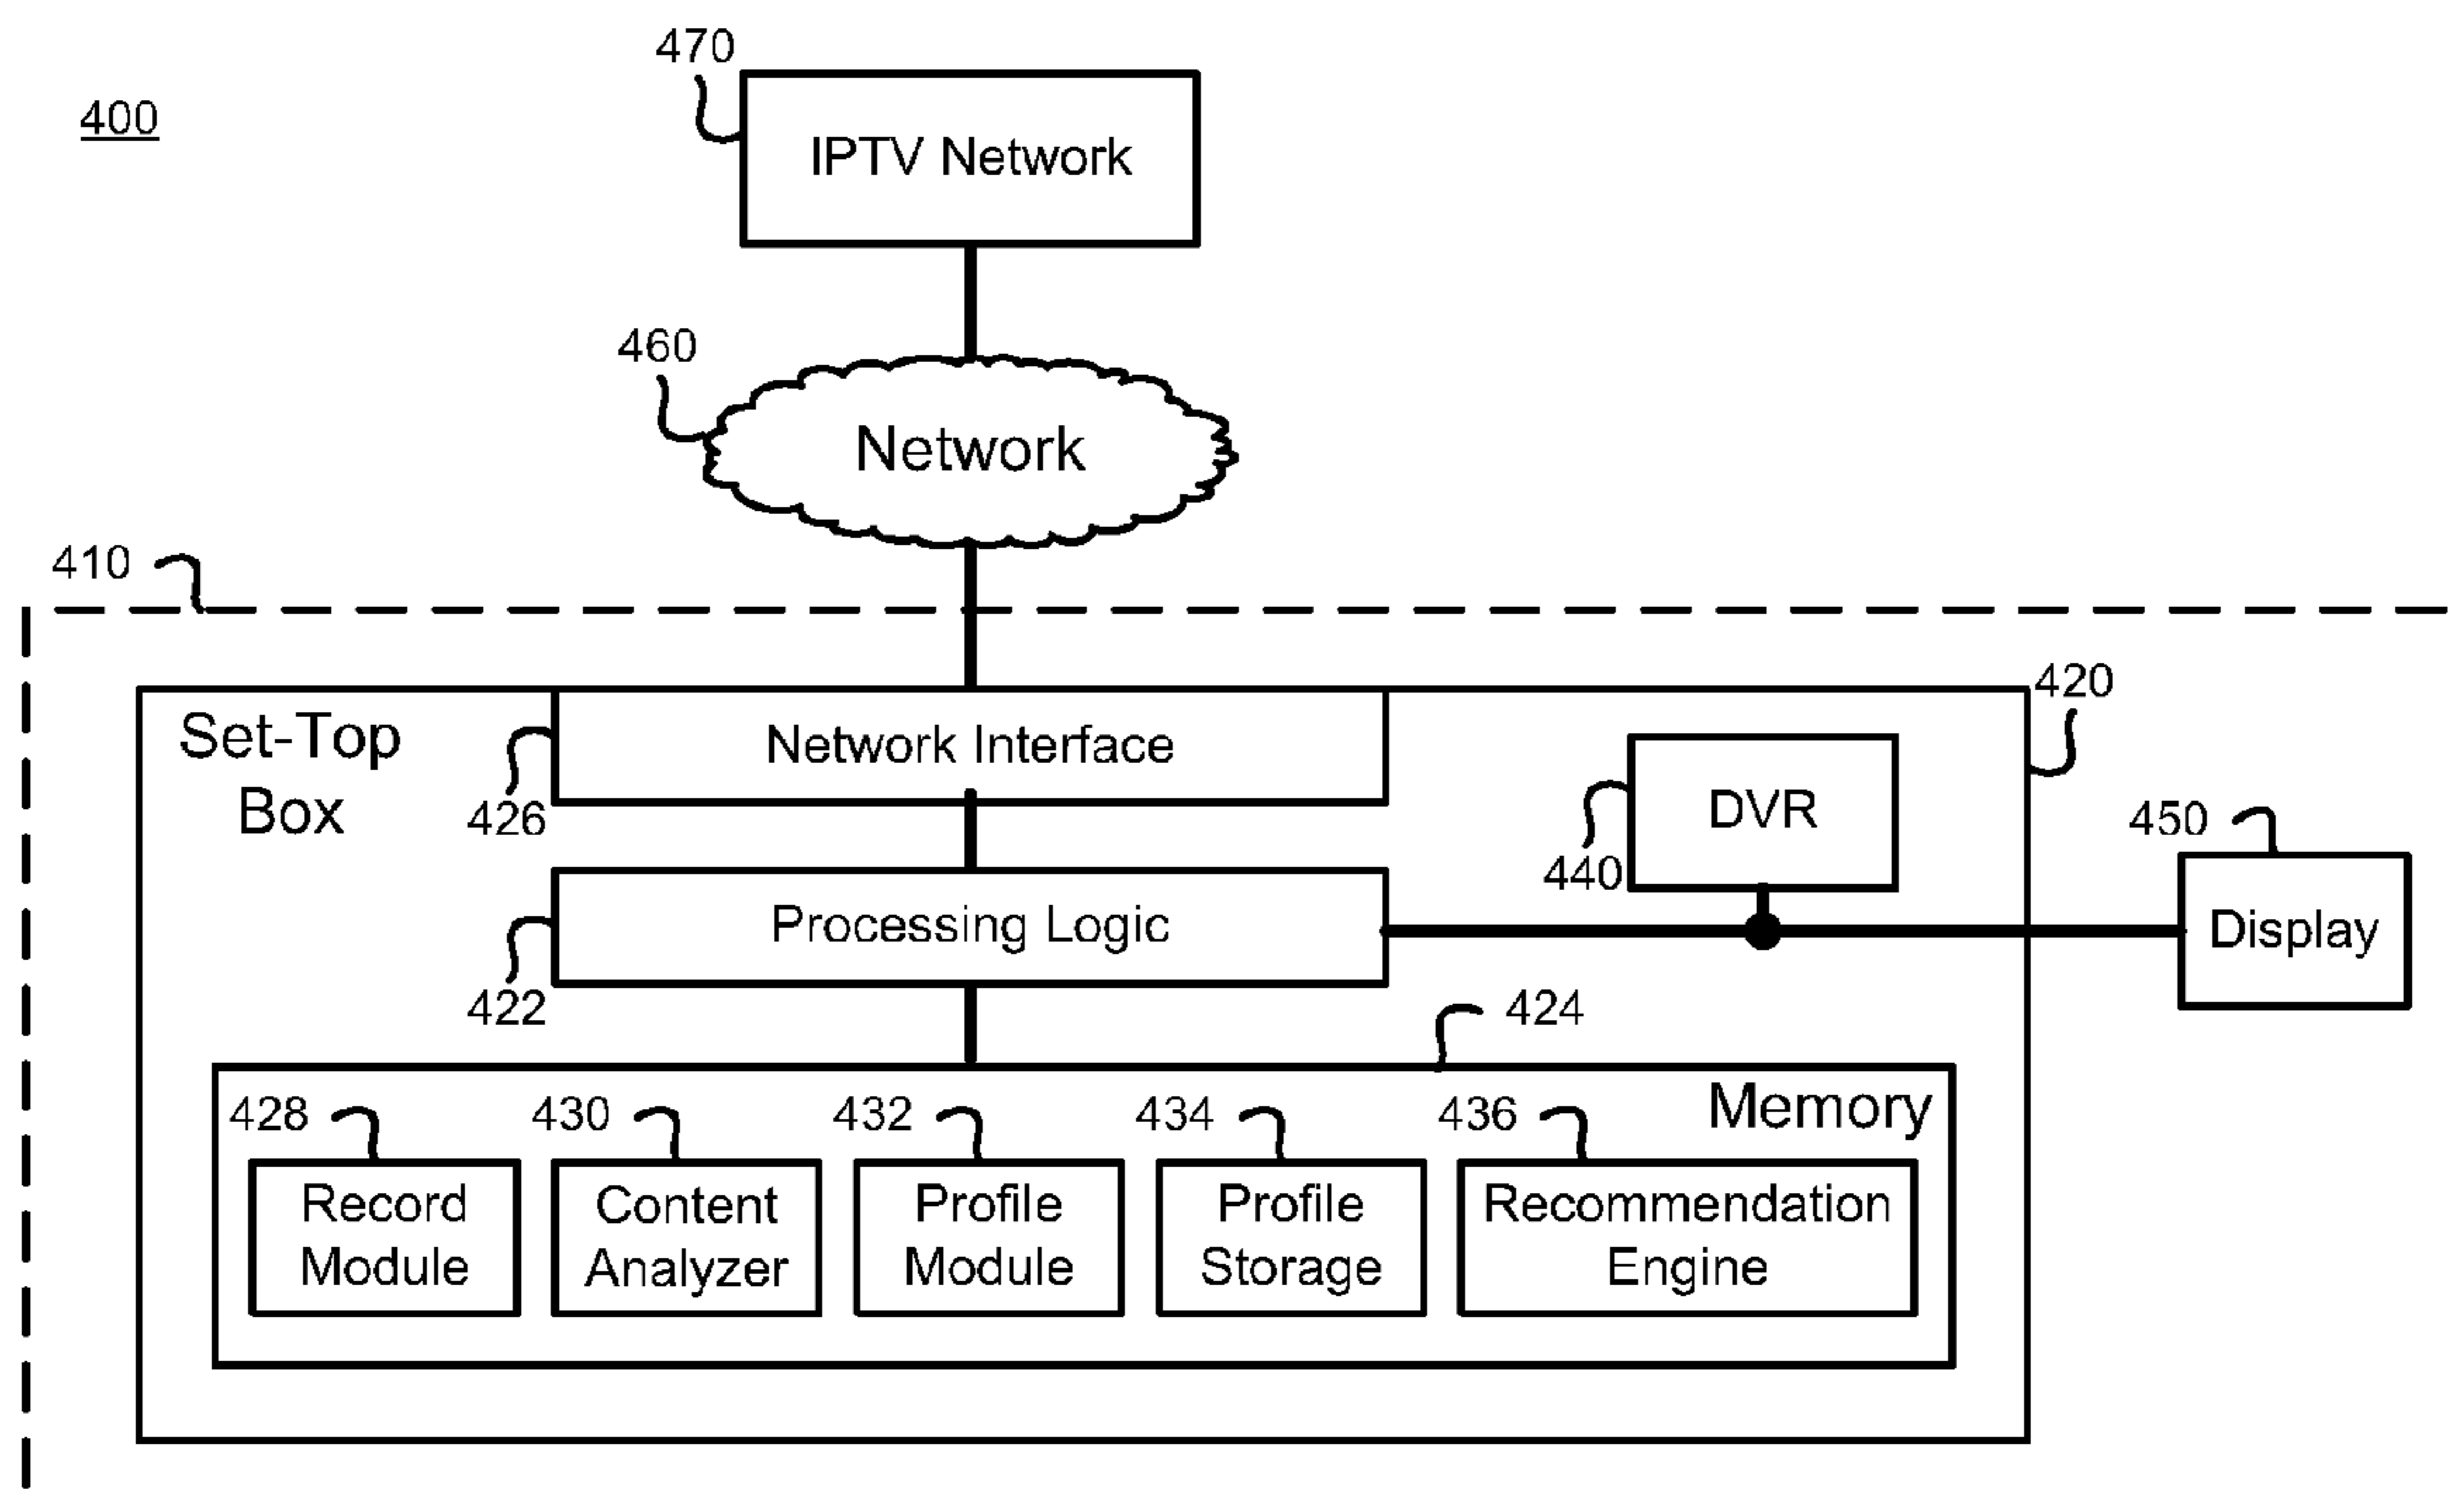 470
400
IPTV Network
460
Network
410
420
Set-Top
Box
Network Interface
426
DVR
440
450
Display
Processing Logic
422
424
Memory
428
430
432
434
436
Record
Module
Content
Analyzer
Profile
Module
Profile
Storage
Recommendation
Engine